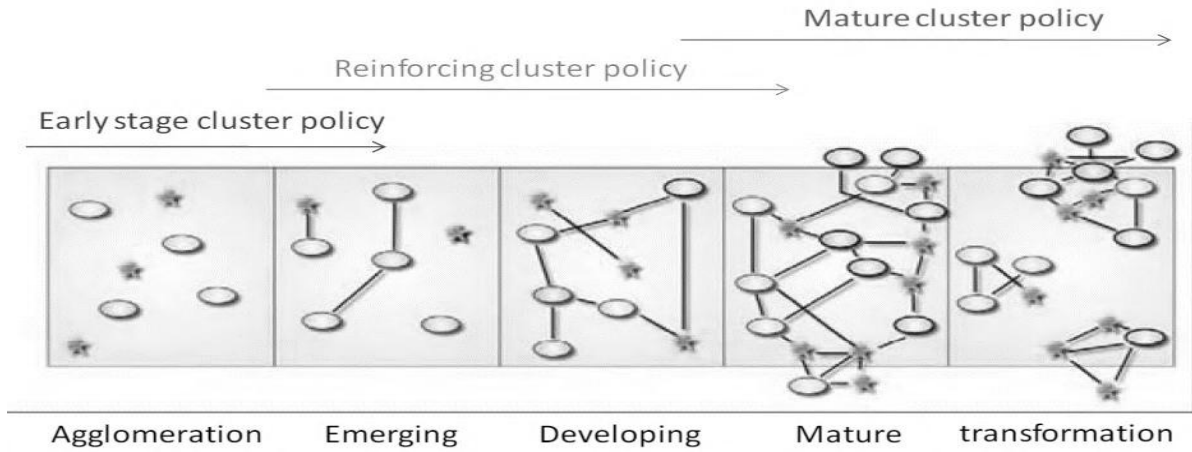 Mature cluster policy
Reinforcing cluster policy
Early stage cluster policy
Agglomeration Emerging Developing Mature transformation